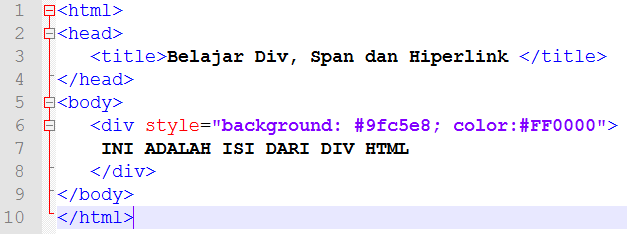 1 <html>
2 <head>
3 <title>Belajar Div, Span dan Hiperlink </title>
4 </head>
5 <body>
6 <div style="background: #9fc5e8; color:#FF0000">
7 INI ADALAH ISI DARI DIV HTML
8 </div>
9 </body>
10 </html>